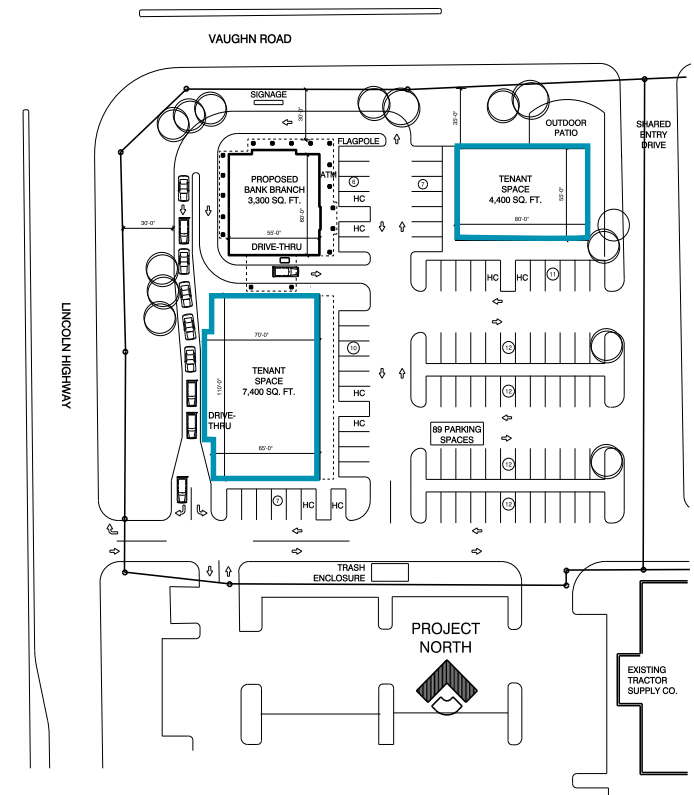 VAUGHN ROAD
SIGNAGE
30'-0"
35'-0"
OUTDOOR
PATIO
SHARED
ENTRY
DRIVE
FLAGPOLE
PROPOSED
BANK BRANCH
3,300 SQ. FT.
ATM
60'-0"
55'-0"
DRIVE-THRU
6
HC
HC
7
TENANT
SPACE
4,400 SQ. FT.
55'-0"
80'-0"
30'-0"
HC
HC
11
LINCOLN HIGHWAY
70'-0"
110'-0"
TENANT
SPACE
7,400 SQ. FT.
DRIVE-
THRU
65'-0"
10
HC
HC
12
12
89 PARKING
SPACES
12
12
7
HC
HC
TRASH
ENCLOSURE
PROJECT
NORTH
EXISTING
TRACTOR
SUPPLY CO.